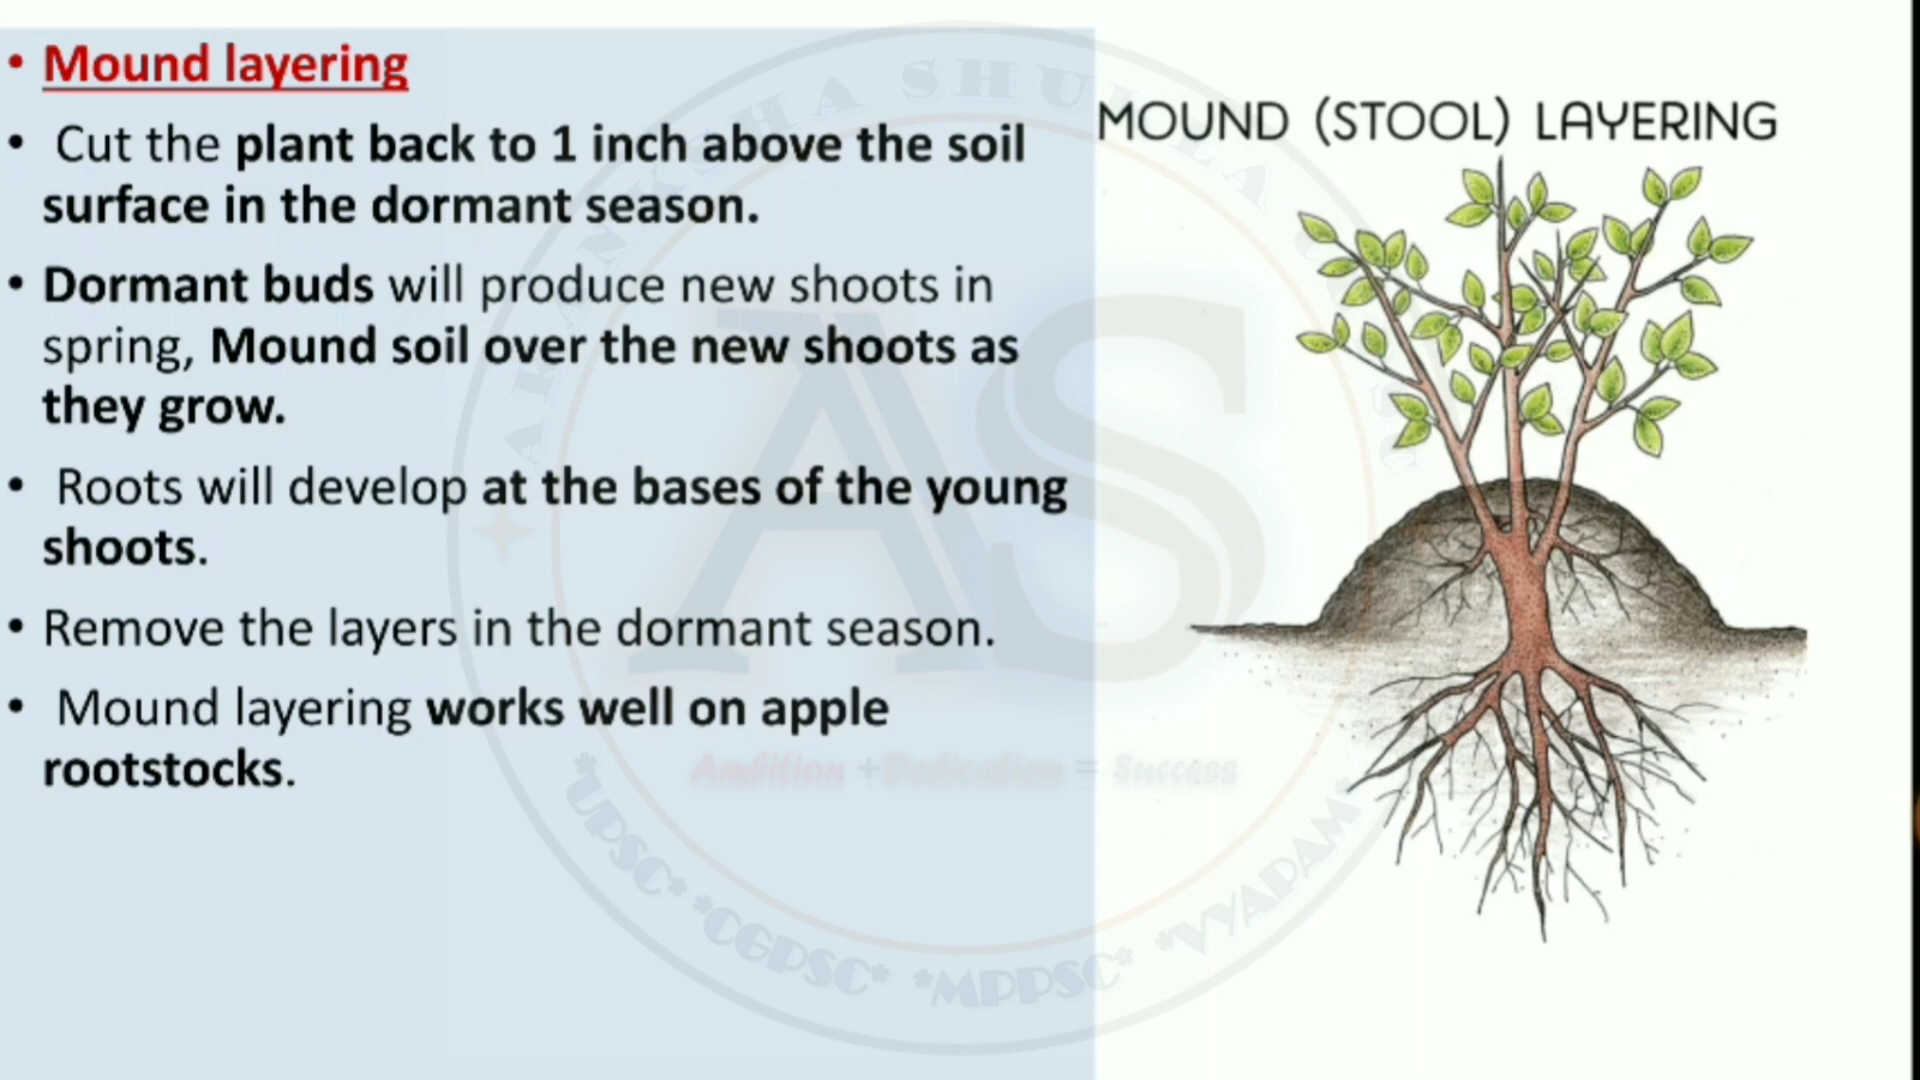 • Mound layering
• Cut the plant back to 1 inch above the soil
surface in the dormant season.
• Dormant buds will produce new shoots in
spring, Mound soil over the new shoots as
they grow.
• Roots will develop at the bases of the young
shoots.
• Remove the layers in the dormant season.
• Mound layering works well on apple
rootstocks.
MOUND (STOOL) LAYERING
AKANKSHA SHUKLA
AS
Ambition + Dedication = Success
*UPSC* *CGPSC* *MPPSC* *VYAPAM*